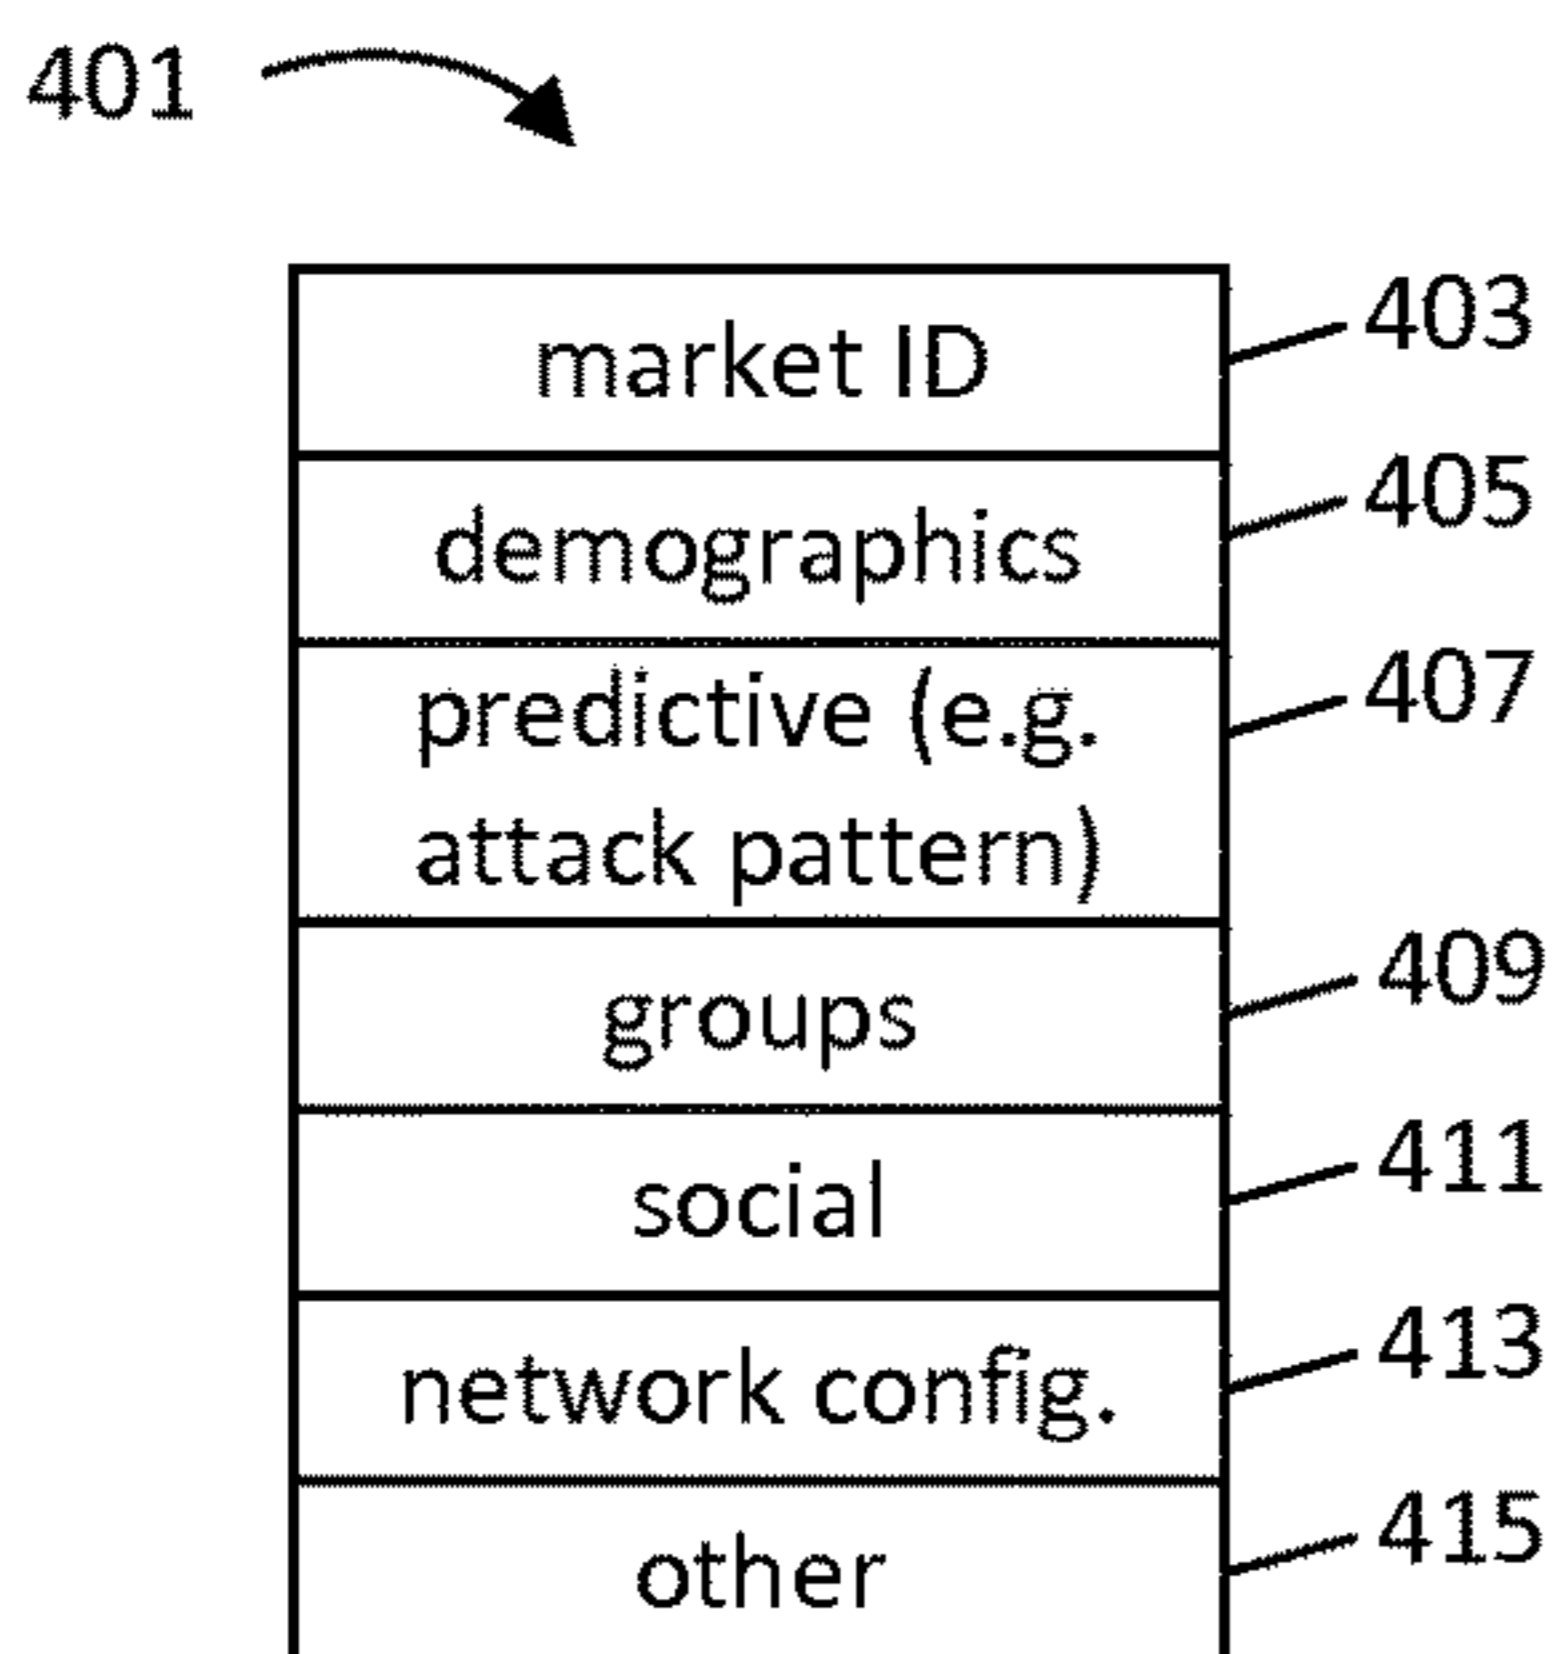 401
market ID
403
demographics
405
predictive (e.g.
attack pattern)
407
groups
409
social
411
network config.
413
other
415